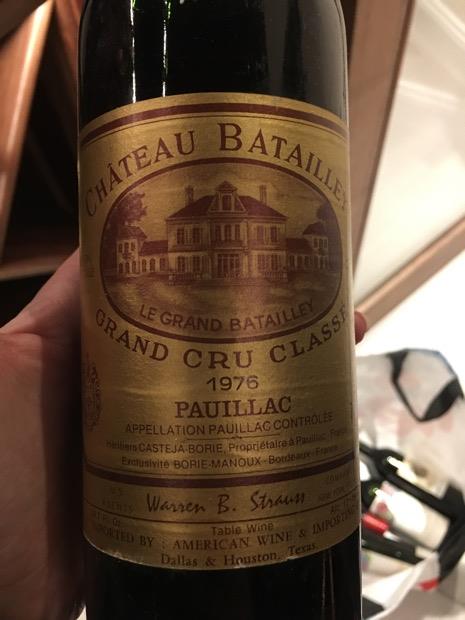 CHÂTEAU BATAILLEY
LE GRAND BATAILLEY
GRAND CRU CLASSÉ
1976
PAUILLAC
APPELLATION PAUILLAC CONTRÔLÉE
Héritiers CASTEJA-BORIE, Propriétaire à Pauillac, France
Exclusivité BORIE-MANOUX - Bordeaux - France
U.S.
AGENTS
Warren B. Strauss
Table Wine
IMPORTED BY : AMERICAN WINE & IMPORTING
Dallas & Houston, Texas